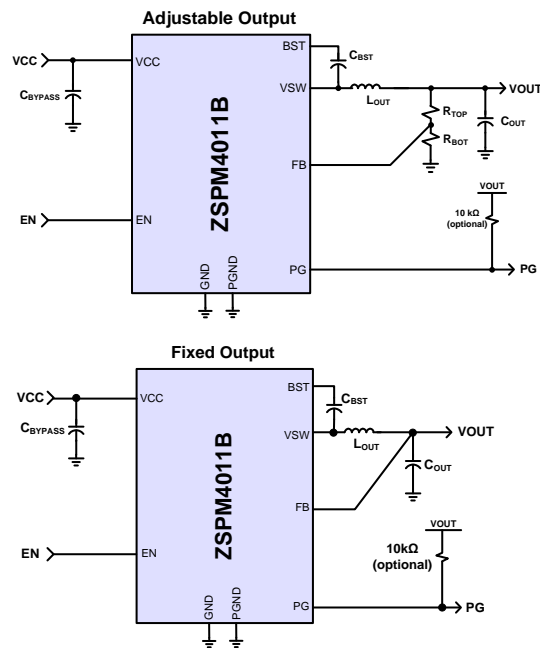 Adjustable Output
BST
CBST
VCC
VCC
VSW
VOUT
LOUT
CBYPASS
RTOP
COUT
RBOT
ZSPM4011B
FB
VOUT
10 kΩ
(optional)
EN
EN
PG
PG
GND
PGND
Fixed Output
BST
CBST
VCC
VCC
VSW
VOUT
LOUT
CBYPASS
COUT
ZSPM4011B
FB
VOUT
10kΩ
(optional)
EN
EN
PG
PG
GND
PGND